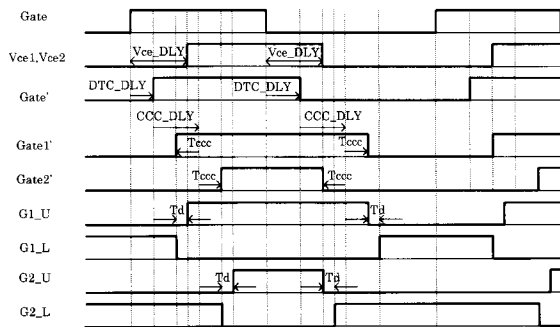 Gate
Vce1,Vce2
Vce_DLY Vce_DLY
DTC_DLY DTC_DLY
Gate'
CCC_DLY CCC_DLY
Gate1'
Tccc Tccc
Gate2'
Tccc Tccc
G1_U
Td Td
G1_L
G2_U
Td Td
G2_L